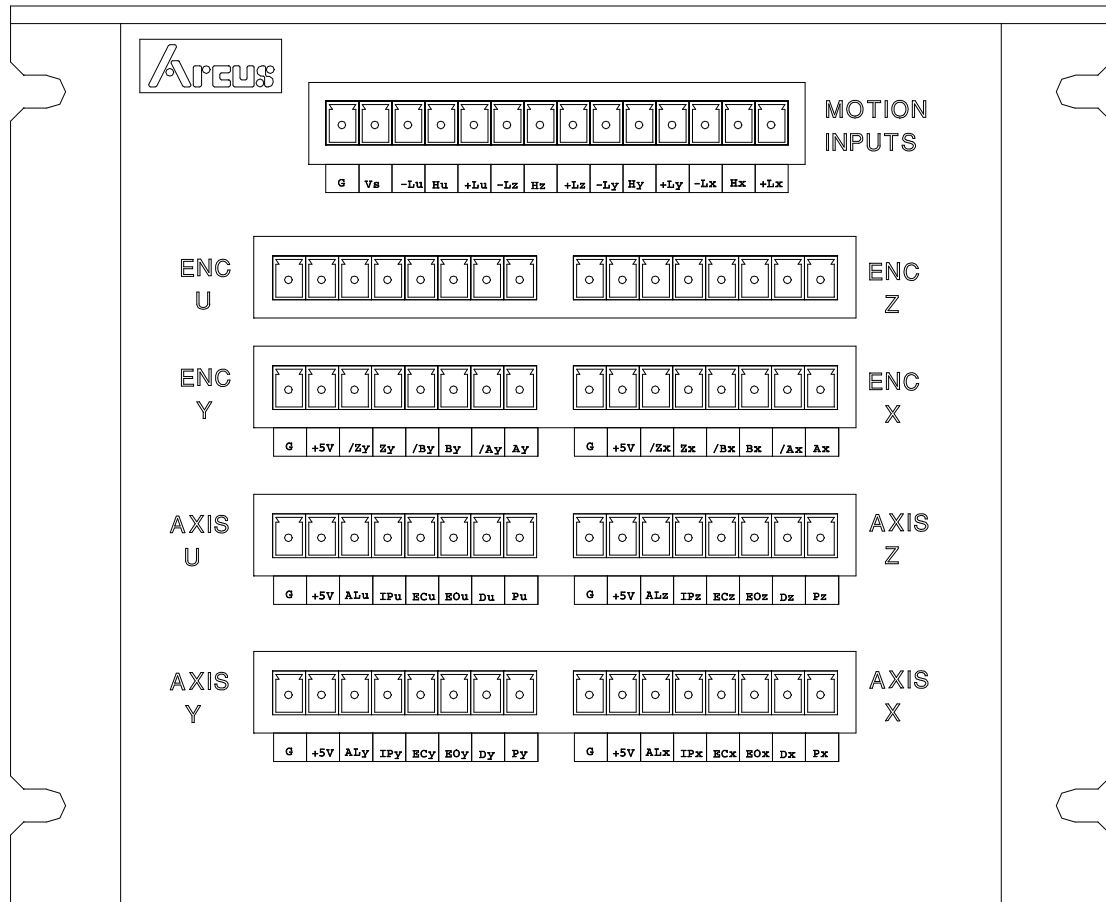 Arcus
MOTION
INPUTS
G Vs -Lu Hu +Lu -Lz Hz +Lz -Ly Hy +Ly -Lx Hx +Lx
ENC
U
ENC
Z
ENC
Y
ENC
X
G +5V /Zy Zy /By By /Ay Ay
G +5V /Zx Zx /Bx Bx /Ax Ax
AXIS
U
AXIS
Z
G +5V ALu IPu ECu EOu Du Pu
G +5V ALz IPz ECz EOz Dz Pz
AXIS
Y
AXIS
X
G +5V ALy IPy ECy EOy Dy Py
G +5V ALx IPx ECx EOx Dx Px